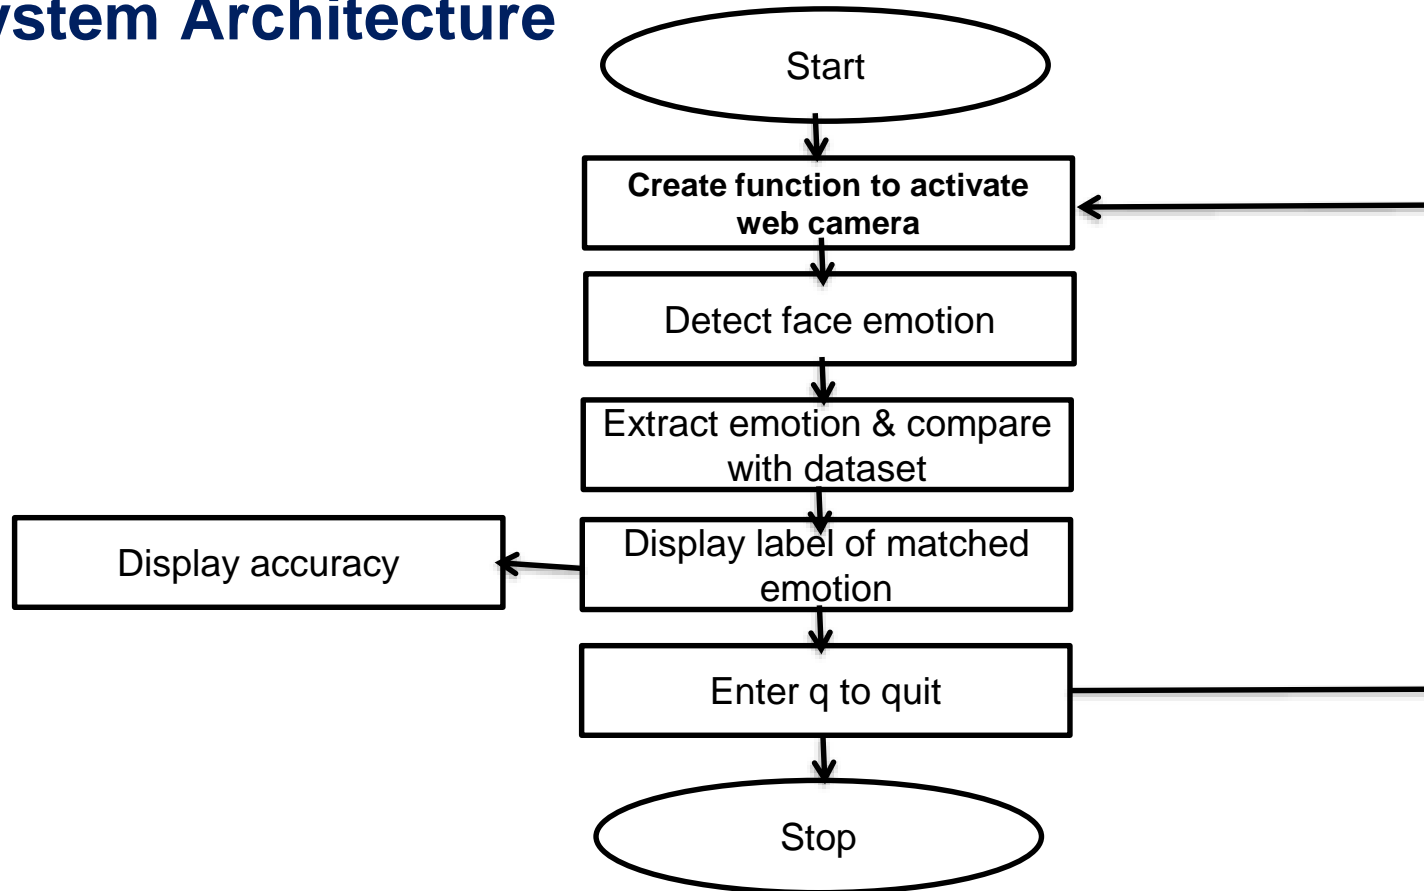 ystem Architecture
Start
Create function to activate
web camera
Detect face emotion
Extract emotion & compare
with dataset
Display accuracy
Display label of matched
emotion
Enter q to quit
Stop